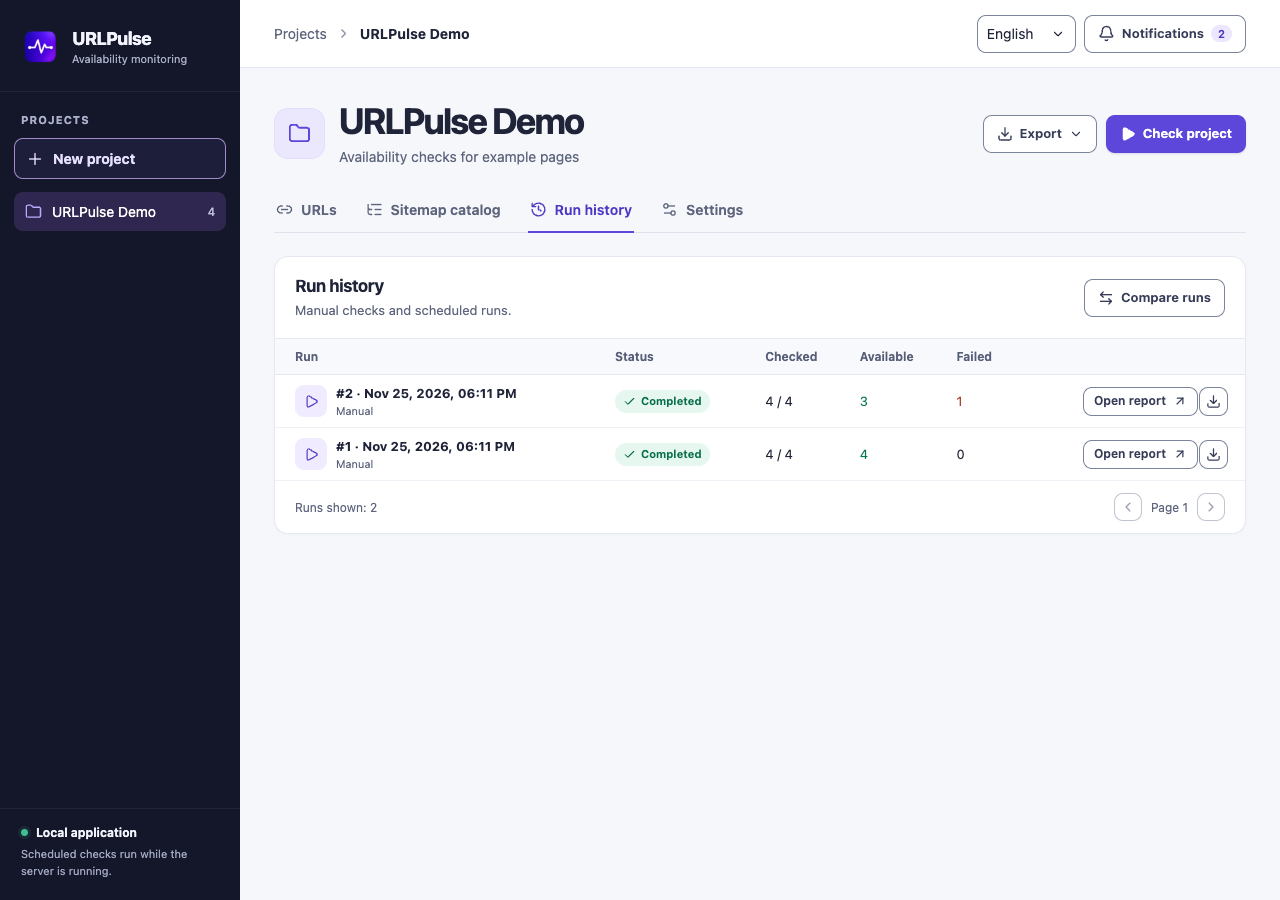 URLPulse
Availability monitoring
PROJECTS
New project
URLPulse Demo 4
Local application
Scheduled checks run while the
server is running.
Projects > URLPulse Demo
English
Notifications 2
URLPulse Demo
Availability checks for example pages
Export
Check project
URLs
Sitemap catalog
Run history
Settings
Run history
Manual checks and scheduled runs.
Compare runs
Run Status Checked Available Failed
#2 · Nov 25, 2026, 06:11 PM
Manual
Completed 4 / 4 3 1 Open report
#1 · Nov 25, 2026, 06:11 PM
Manual
Completed 4 / 4 4 0 Open report
Runs shown: 2
Page 1